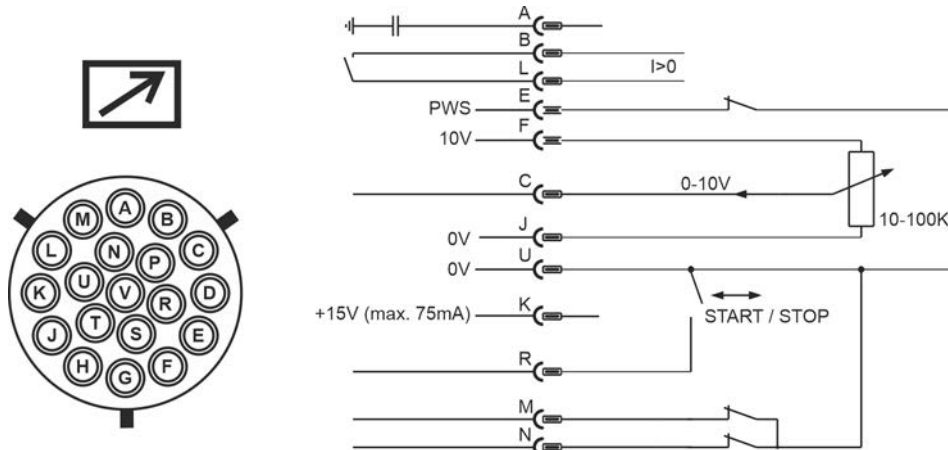 A
B
L
I>0
PWS
E
10V
F
C
0-10V
10-100K
0V
J
0V
U
+15V (max. 75mA)
K
START / STOP
R
M
N
M
A
B
L
N
P
C
K
U
V
R
D
J
T
S
E
H
G
F